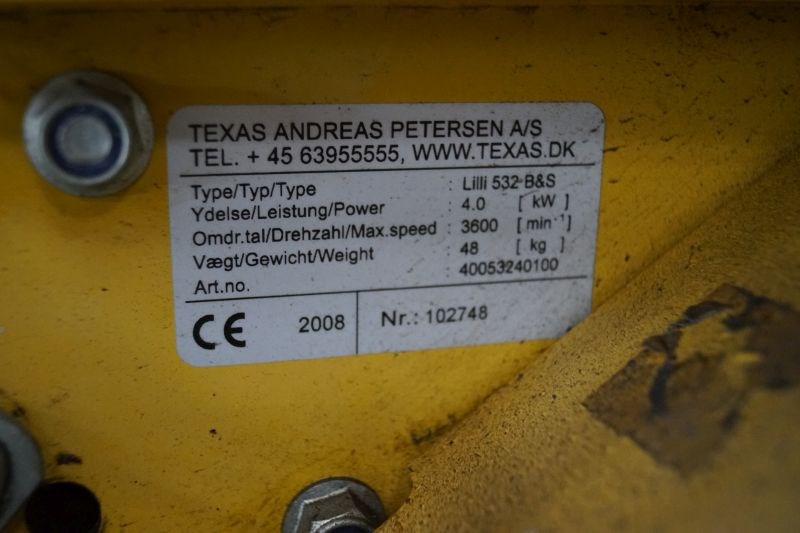 TEXAS ANDREAS PETERSEN A/S
TEL. + 45 63955555, WWW.TEXAS.DK
Type/Typ/Type : Lilli 532 B&S
Ydelse/Leistung/Power : 4.0 [ kW ]
Omdr.tal/Drehzahl/Max.speed : 3600 [ min⁻¹ ]
Vægt/Gewicht/Weight : 48 [ kg ]
Art.no. : 40053240100
CE 2008 Nr.: 102748